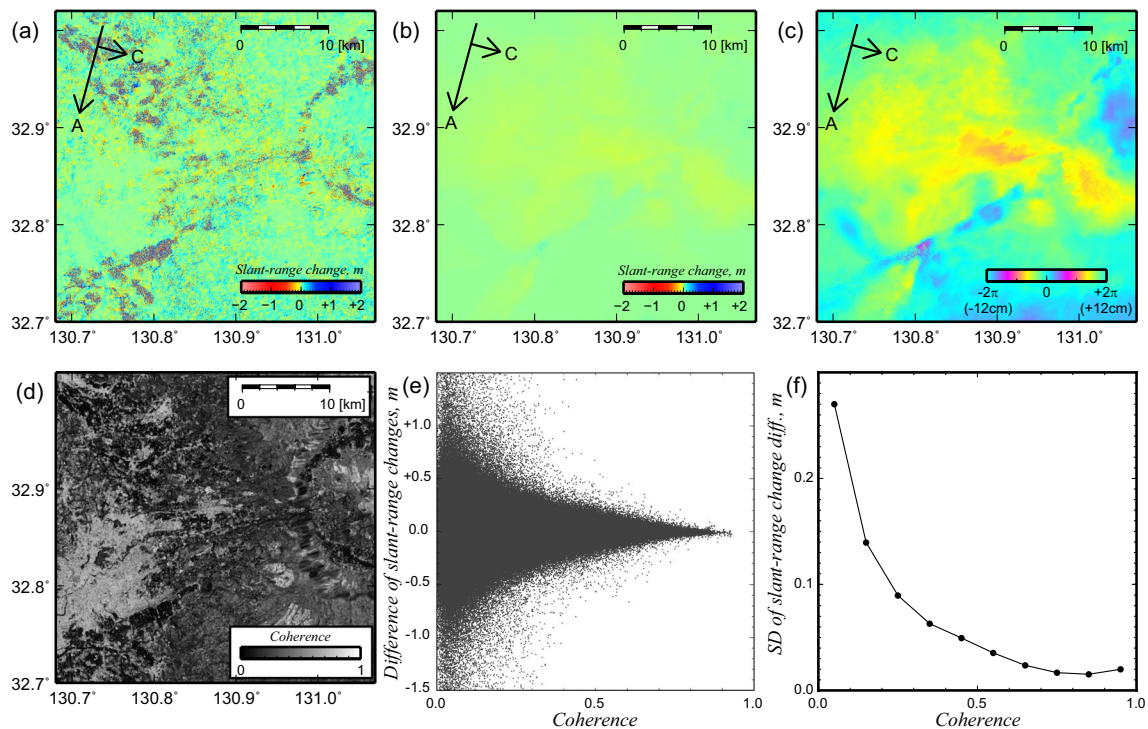 (a)
C
A
0 10 [km]
Slant-range change, m
−2 −1 0 +1 +2
32.9˚
32.8˚
32.7˚
130.7 130.8 130.9 131.0
(b)
C
A
0 10 [km]
Slant-range change, m
−2 −1 0 +1 +2
32.9˚
32.8˚
32.7˚
130.7 130.8 130.9 131.0
(c)
C
A
0 10 [km]
−2π 0 +2π
(-12cm) (+12cm)
32.9˚
32.8˚
32.7˚
130.7 130.8 130.9 131.0
(d)
0 10 [km]
Coherence
0 1
32.9˚
32.8˚
32.7˚
130.7 130.8 130.9 131.0
(e)
Difference of slant-range changes, m
+1.0
+0.5
0.0
-0.5
-1.0
-1.5
0.0 0.5 1.0
Coherence
(f)
SD of slant-range change diff., m
0.2
0.1
0.0
0.0 0.5 1.0
Coherence